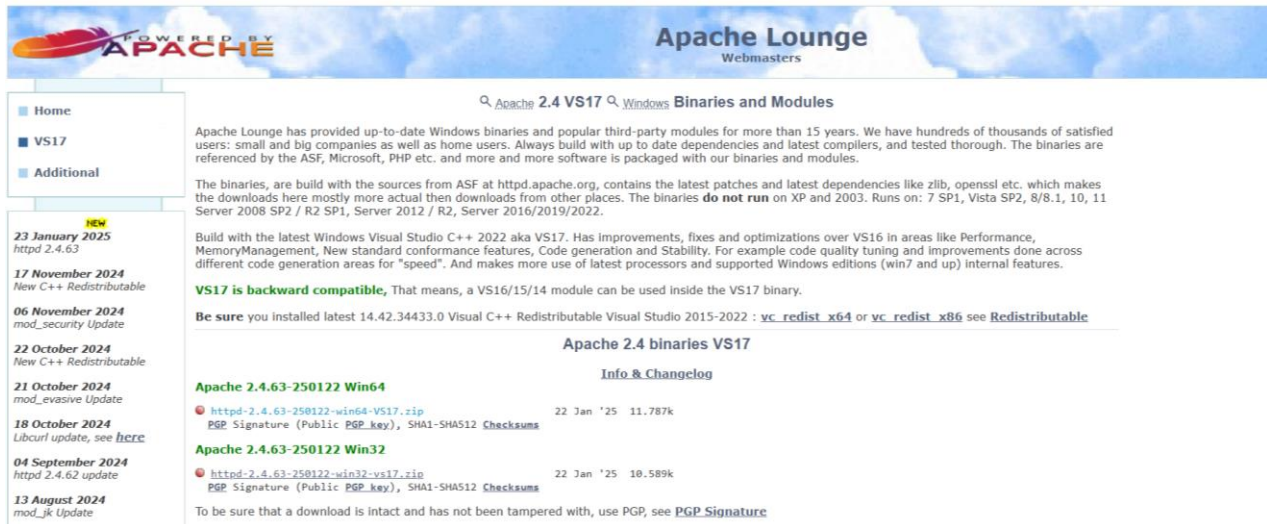 POWERED BY
APACHE
Apache Lounge
Webmasters
Home
VS17
Additional
NEW
23 January 2025
httpd 2.4.63
17 November 2024
New C++ Redistributable
06 November 2024
mod_security Update
22 October 2024
New C++ Redistributable
21 October 2024
mod_evasive Update
18 October 2024
Libcurl update, see here
04 September 2024
httpd 2.4.62 update
13 August 2024
mod_jk Update
Apache 2.4 VS17 Windows Binaries and Modules
Apache Lounge has provided up-to-date Windows binaries and popular third-party modules for more than 15 years. We have hundreds of thousands of satisfied
users: small and big companies as well as home users. Always build with up to date dependencies and latest compilers, and tested thorough. The binaries are
referenced by the ASF, Microsoft, PHP etc. and more and more software is packaged with our binaries and modules.
The binaries, are build with the sources from ASF at httpd.apache.org, contains the latest patches and latest dependencies like zlib, openssl etc. which makes
the downloads here mostly more actual then downloads from other places. The binaries do not run on XP and 2003. Runs on: 7 SP1, Vista SP2, 8/8.1, 10, 11
Server 2008 SP2 / R2 SP1, Server 2012 / R2, Server 2016/2019/2022.
Build with the latest Windows Visual Studio C++ 2022 aka VS17. Has improvements, fixes and optimizations over VS16 in areas like Performance,
MemoryManagement, New standard conformance features, Code generation and Stability. For example code quality tuning and improvements done across
different code generation areas for "speed". And makes more use of latest processors and supported Windows editions (win7 and up) internal features.
VS17 is backward compatible, That means, a VS16/15/14 module can be used inside the VS17 binary.
Be sure you installed latest 14.42.34433.0 Visual C++ Redistributable Visual Studio 2015-2022 : vc_redist_x64 or vc_redist_x86 see Redistributable
Apache 2.4 binaries VS17
Info & Changelog
Apache 2.4.63-250122 Win64
httpd-2.4.63-250122-win64-VS17.zip 22 Jan '25 11.787k
PGP Signature (Public PGP key), SHA1-SHA512 Checksums
Apache 2.4.63-250122 Win32
httpd-2.4.63-250122-win32-vs17.zip 22 Jan '25 10.589k
PGP Signature (Public PGP key), SHA1-SHA512 Checksums
To be sure that a download is intact and has not been tampered with, use PGP, see PGP Signature